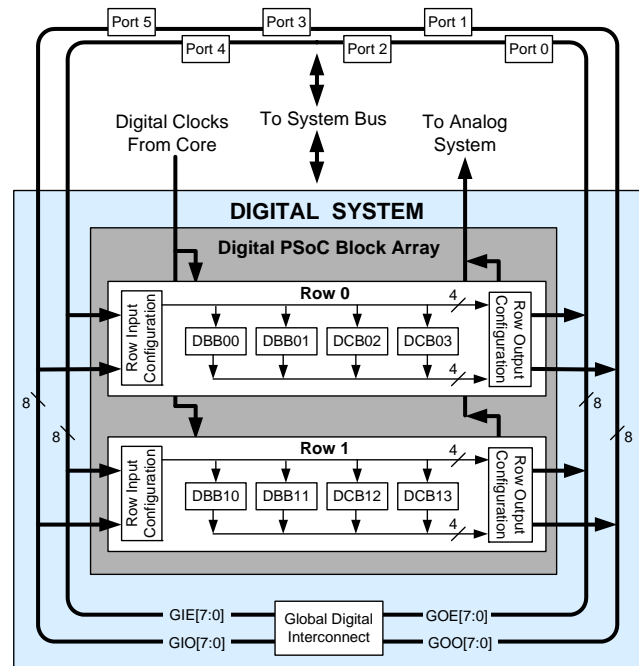 Port 5
Port 3
Port 1
Port 4
Port 2
Port 0
Digital Clocks
From Core
To System Bus
To Analog
System
DIGITAL SYSTEM
Digital PSoC Block Array
Row Input
Configuration
Row 0
4
DBB00
DBB01
DCB02
DCB03
4
Row Output
Configuration
8
8
8
8
Row Input
Configuration
Row 1
4
DBB10
DBB11
DCB12
DCB13
4
Row Output
Configuration
GIE[7:0]
GIO[7:0]
Global Digital
Interconnect
GOE[7:0]
GOO[7:0]